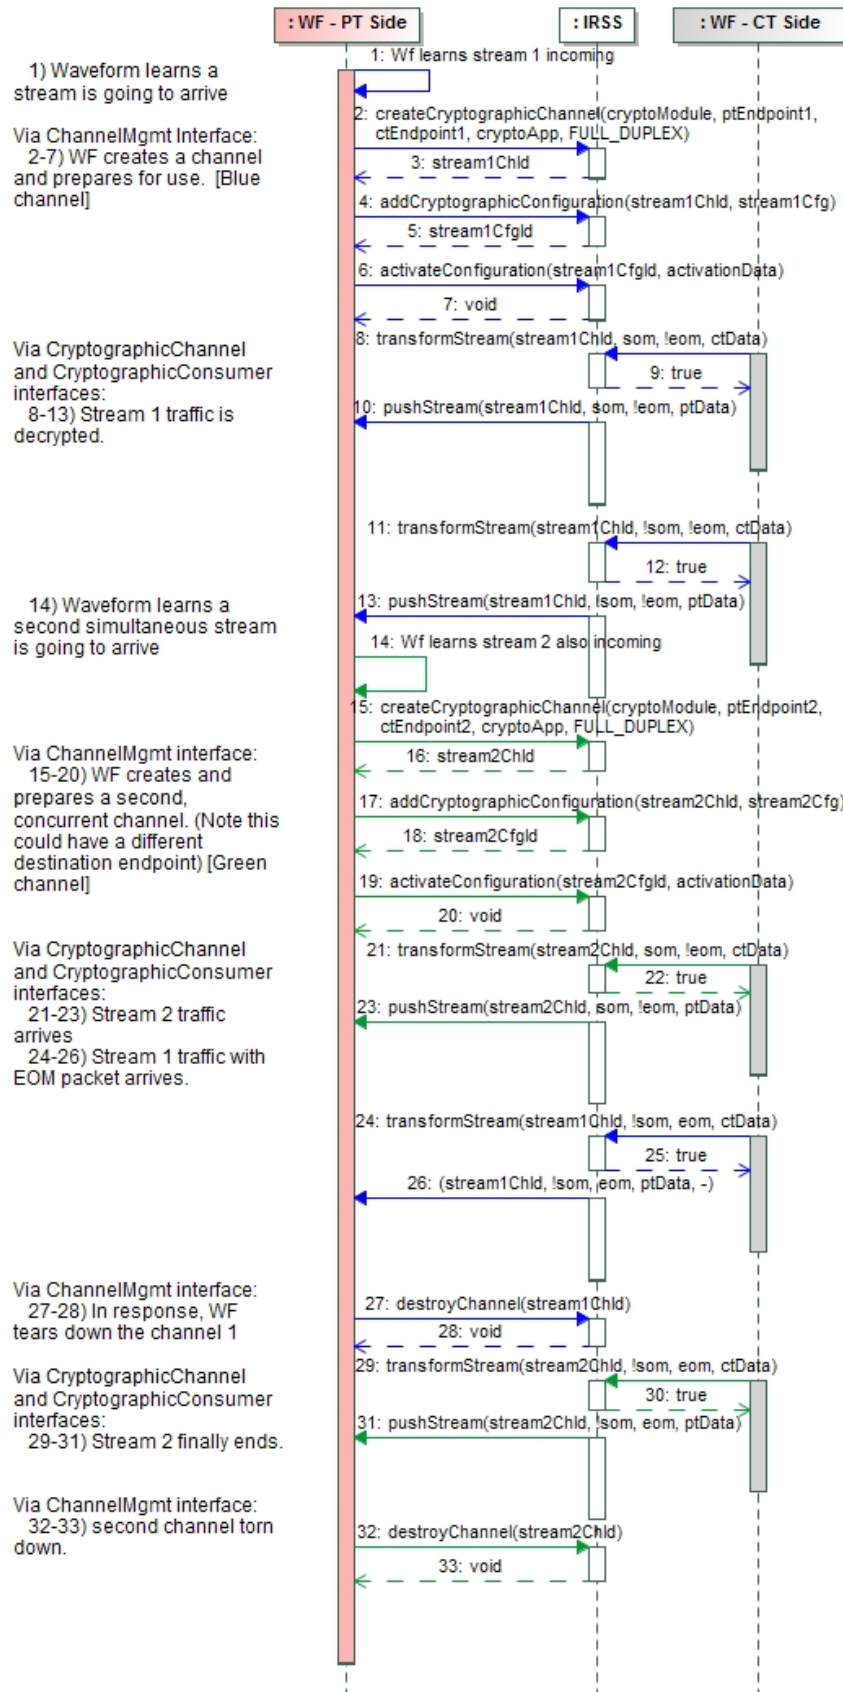 : WF - PT Side
: IRSS
: WF - CT Side
1: Wf learns stream 1 incoming
1) Waveform learns a
stream is going to arrive
2: createCryptographicChannel(cryptoModule, ptEndpoint1,
ctEndpoint1, cryptoApp, FULL_DUPLEX)
Via ChannelMgmt Interface:
2-7) WF creates a channel
and prepares for use. [Blue
channel]
3: stream1ChId
4: addCryptographicConfiguration(stream1ChId, stream1Cfg)
5: stream1CfgId
6: activateConfiguration(stream1CfgId, activationData)
7: void
8: transformStream(stream1ChId, som, !eom, ctData)
Via CryptographicChannel
and CryptographicConsumer
interfaces:
8-13) Stream 1 traffic is
decrypted.
9: true
10: pushStream(stream1ChId, som, !eom, ptData)
11: transformStream(stream1ChId, !som, !eom, ctData)
12: true
13: pushStream(stream1ChId, !som, !eom, ptData)
14) Waveform learns a
second simultaneous stream
is going to arrive
14: Wf learns stream 2 also incoming
15: createCryptographicChannel(cryptoModule, ptEndpoint2,
ctEndpoint2, cryptoApp, FULL_DUPLEX)
16: stream2ChId
Via ChannelMgmt interface:
15-20) WF creates and
prepares a second,
concurrent channel. (Note this
could have a different
destination endpoint) [Green
channel]
17: addCryptographicConfiguration(stream2ChId, stream2Cfg)
18: stream2CfgId
19: activateConfiguration(stream2CfgId, activationData)
20: void
21: transformStream(stream2ChId, som, !eom, ctData)
Via CryptographicChannel
and CryptographicConsumer
interfaces:
21-23) Stream 2 traffic
arrives
24-26) Stream 1 traffic with
EOM packet arrives.
22: true
23: pushStream(stream2ChId, som, !eom, ptData)
24: transformStream(stream1ChId, !som, eom, ctData)
25: true
26: (stream1ChId, !som, eom, ptData, -)
Via ChannelMgmt interface:
27-28) In response, WF
tears down the channel 1
27: destroyChannel(stream1ChId)
28: void
29: transformStream(stream2ChId, !som, eom, ctData)
Via CryptographicChannel
and CryptographicConsumer
interfaces:
29-31) Stream 2 finally ends.
30: true
31: pushStream(stream2ChId, !som, eom, ptData)
Via ChannelMgmt interface:
32-33) second channel torn
down.
32: destroyChannel(stream2ChId)
33: void